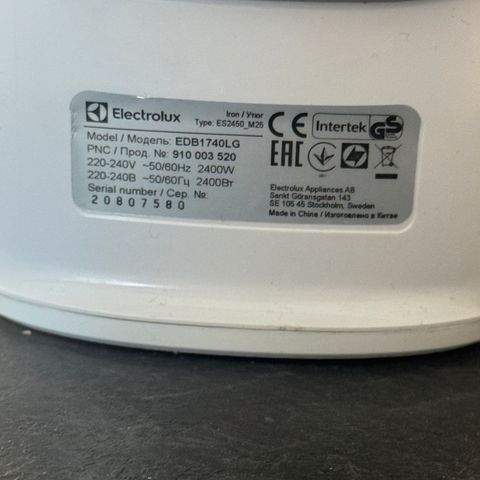 Electrolux
Iron / Утюг
Type: ES2450_M25
Model / Модель: EDB1740LG
PNC / Прод. №: 910 003 520
220-240V ~50/60Hz 2400W
220-240В ~50/60Гц 2400Вт
Serial number / Сер. №:
20807580
CE Intertek GS
EAC
Electrolux Appliances AB
Sankt Göransgatan 143
SE 105 45 Stockholm, Sweden
Made in China / Изготовлено в Китае